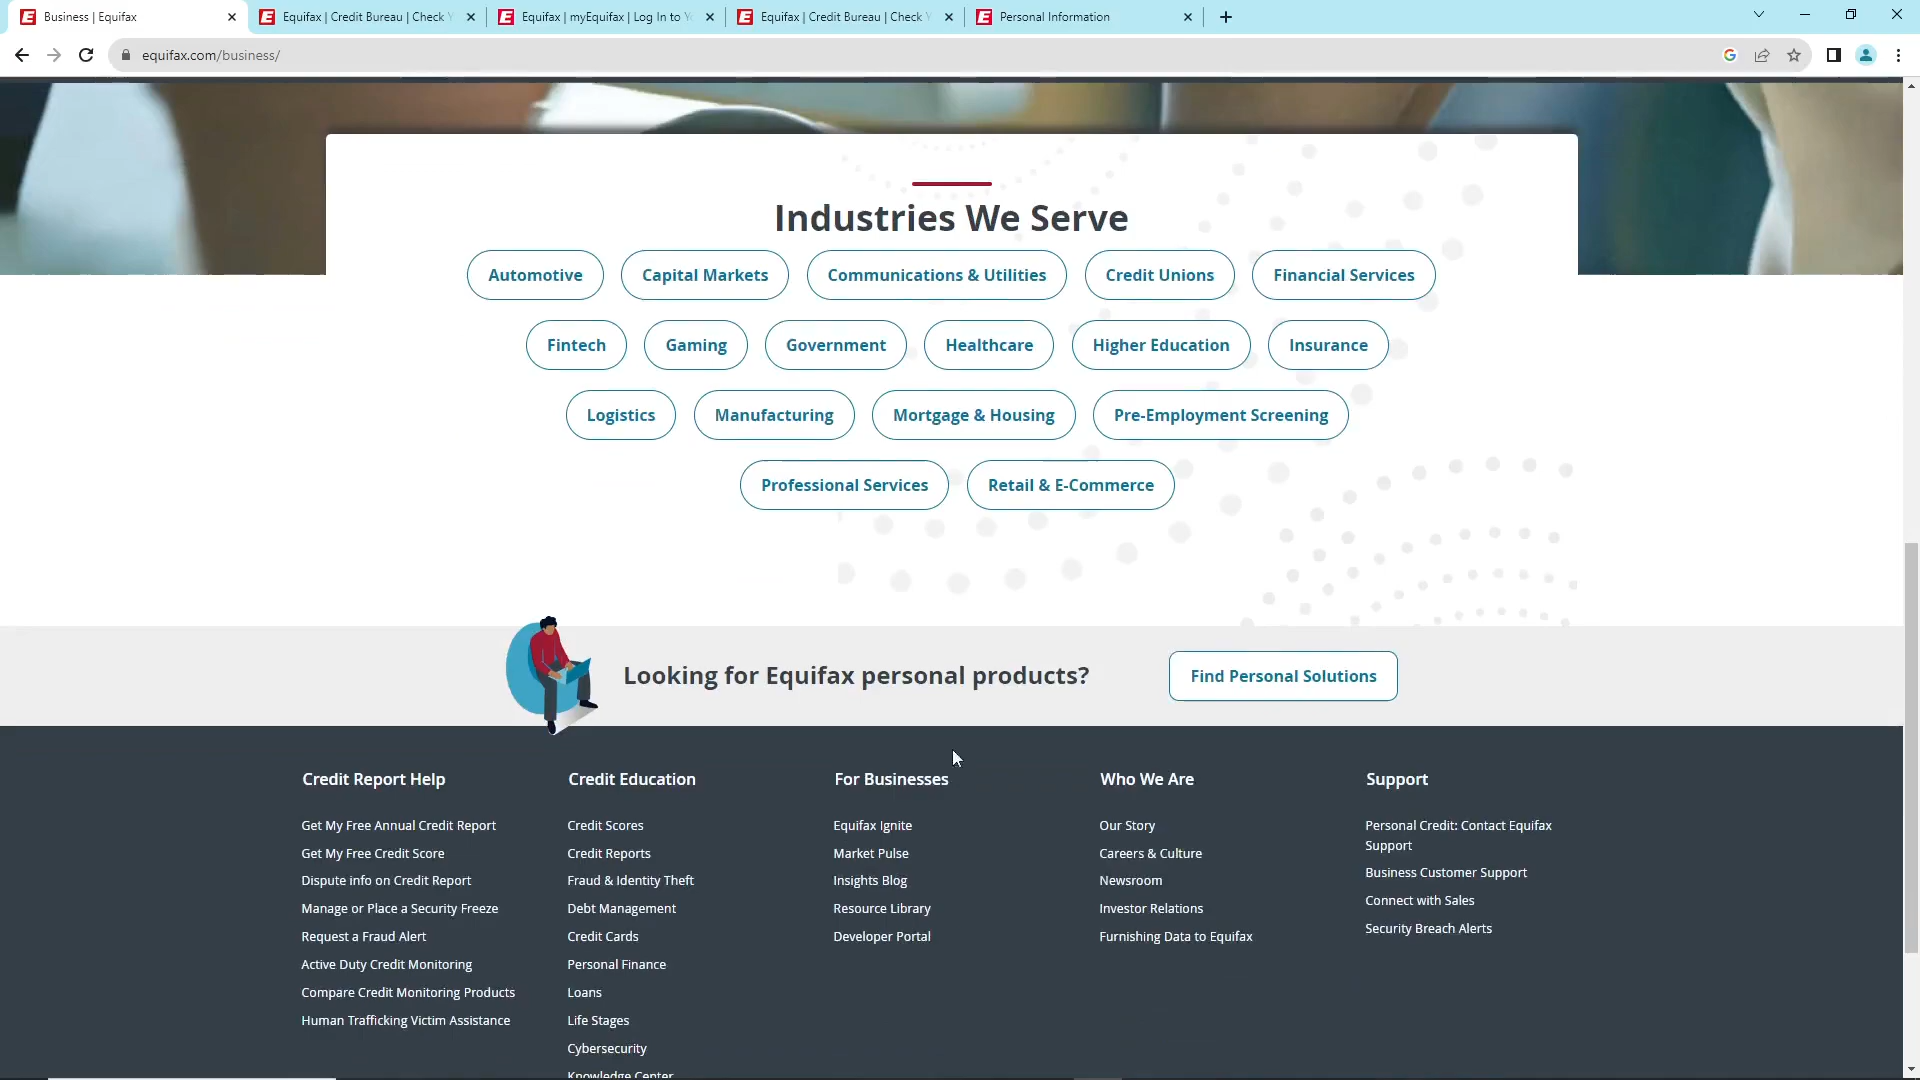 Business | Equifax
Equifax | Credit Bureau | Check Y
Equifax | myEquifax | Log In to Y
Equifax | Credit Bureau | Check Y
Personal Information
equifax.com/business/
Industries We Serve
Automotive
Capital Markets
Communications & Utilities
Credit Unions
Financial Services
Fintech
Gaming
Government
Healthcare
Higher Education
Insurance
Logistics
Manufacturing
Mortgage & Housing
Pre-Employment Screening
Professional Services
Retail & E-Commerce
Looking for Equifax personal products?
Find Personal Solutions
Credit Report Help
Get My Free Annual Credit Report
Get My Free Credit Score
Dispute info on Credit Report
Manage or Place a Security Freeze
Request a Fraud Alert
Active Duty Credit Monitoring
Compare Credit Monitoring Products
Human Trafficking Victim Assistance
Credit Education
Credit Scores
Credit Reports
Fraud & Identity Theft
Debt Management
Credit Cards
Personal Finance
Loans
Life Stages
Cybersecurity
Knowledge Center
For Businesses
Equifax Ignite
Market Pulse
Insights Blog
Resource Library
Developer Portal
Who We Are
Our Story
Careers & Culture
Newsroom
Investor Relations
Furnishing Data to Equifax
Support
Personal Credit: Contact Equifax
Support
Business Customer Support
Connect with Sales
Security Breach Alerts